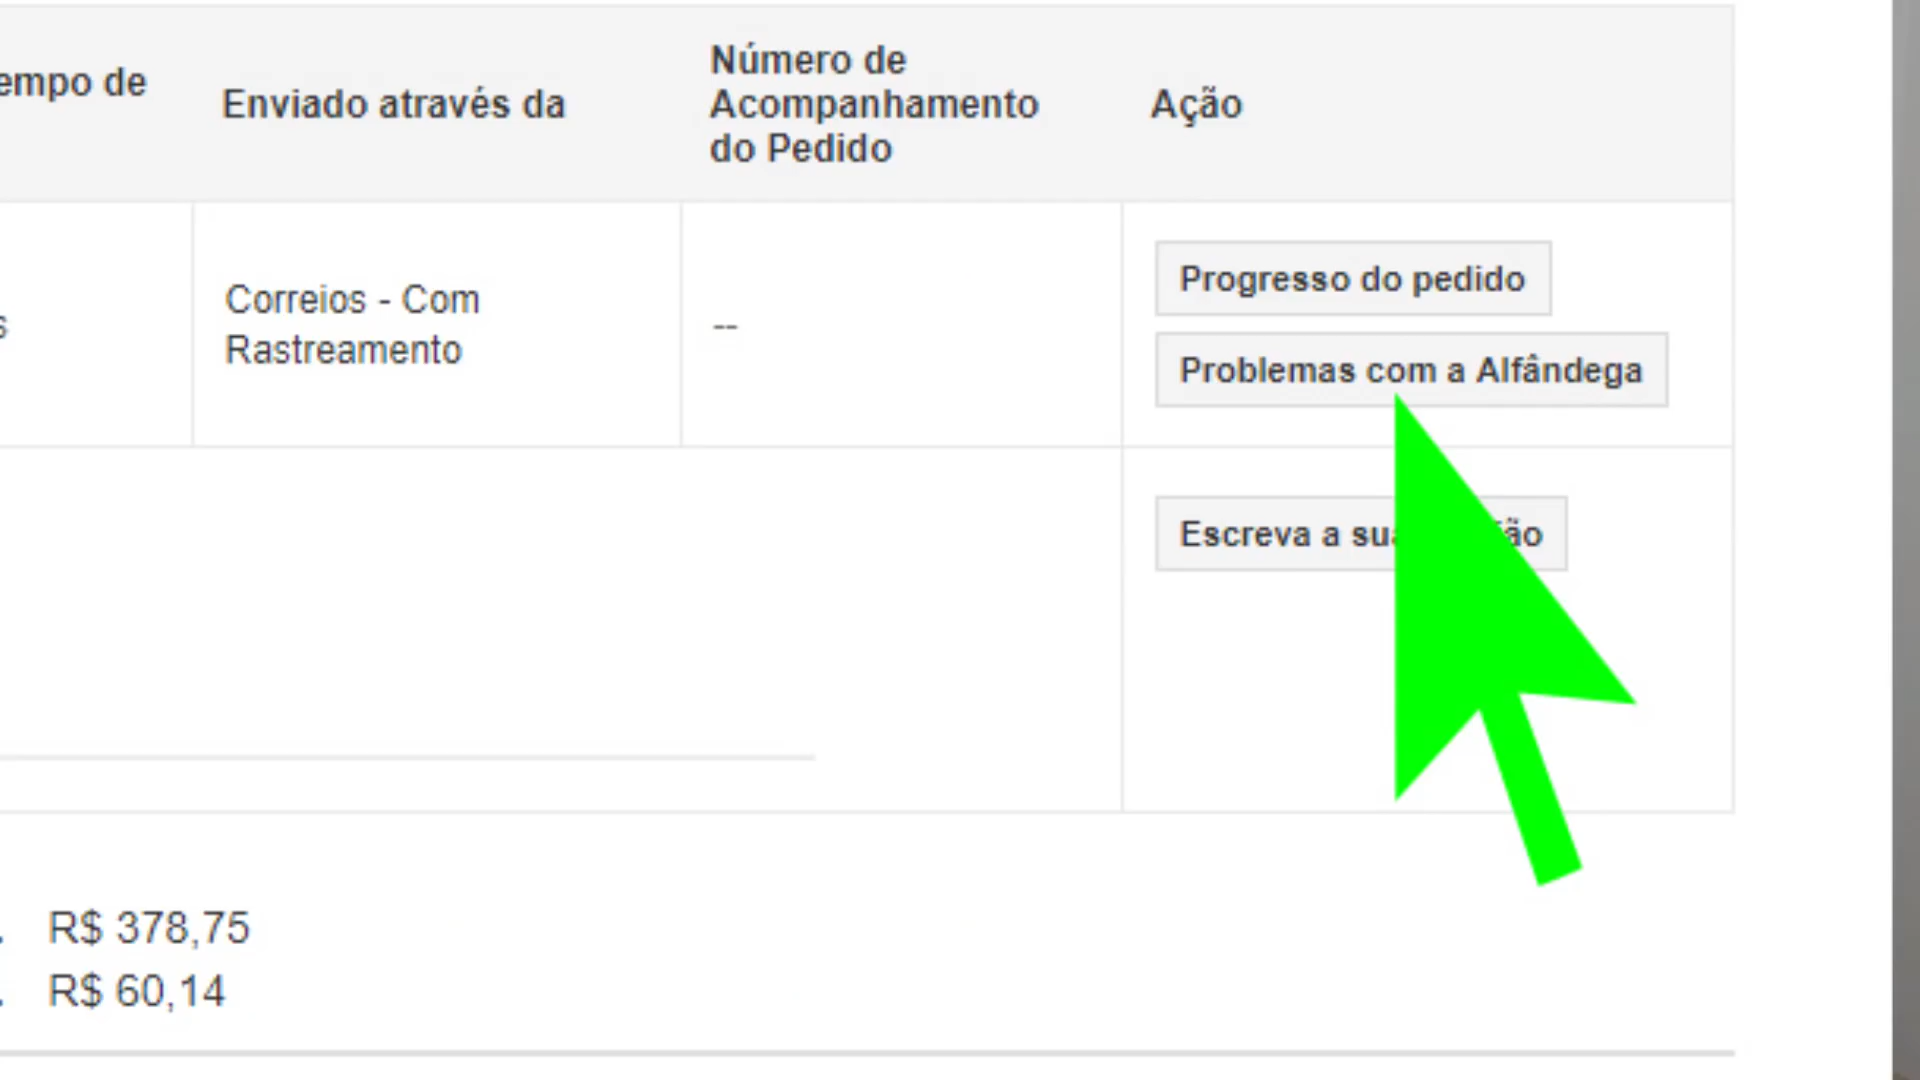 empo de
Enviado através da
Número de
Acompanhamento
do Pedido
Ação
s
Correios - Com
Rastreamento
--
Progresso do pedido
Problemas com a Alfândega
Escreva a sua ão
R$ 378,75
R$ 60,14